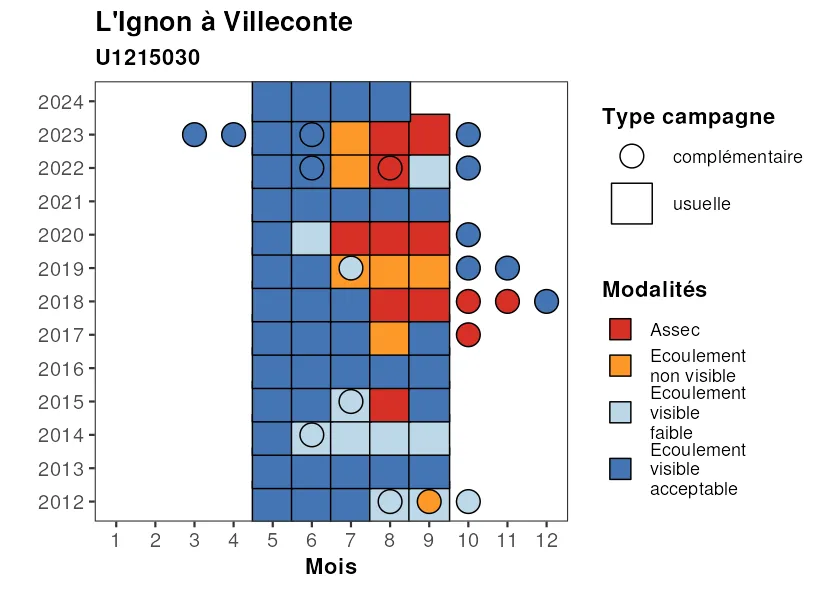 L'Ignon à Villeconte
U1215030
2024
2023
2022
2021
2020
2019
2018
2017
2016
2015
2014
2013
2012
1 2 3 4 5 6 7 8 9 10 11 12
Mois
Type campagne
complémentaire
usuelle
Modalités
Assec
Ecoulement
non visible
Ecoulement
visible
faible
Ecoulement
visible
acceptable